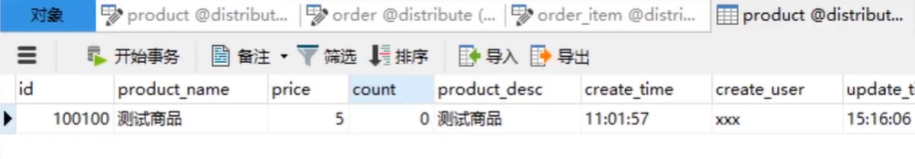 对象 product @distribut... order @distribute (... order_item @distri... product @distribut...
开始事务 备注 筛选 排序 导入 导出
id product_name price count product_desc create_time create_user update_t
100100 测试商品 5 0 测试商品 11:01:57 xxx 15:16:06